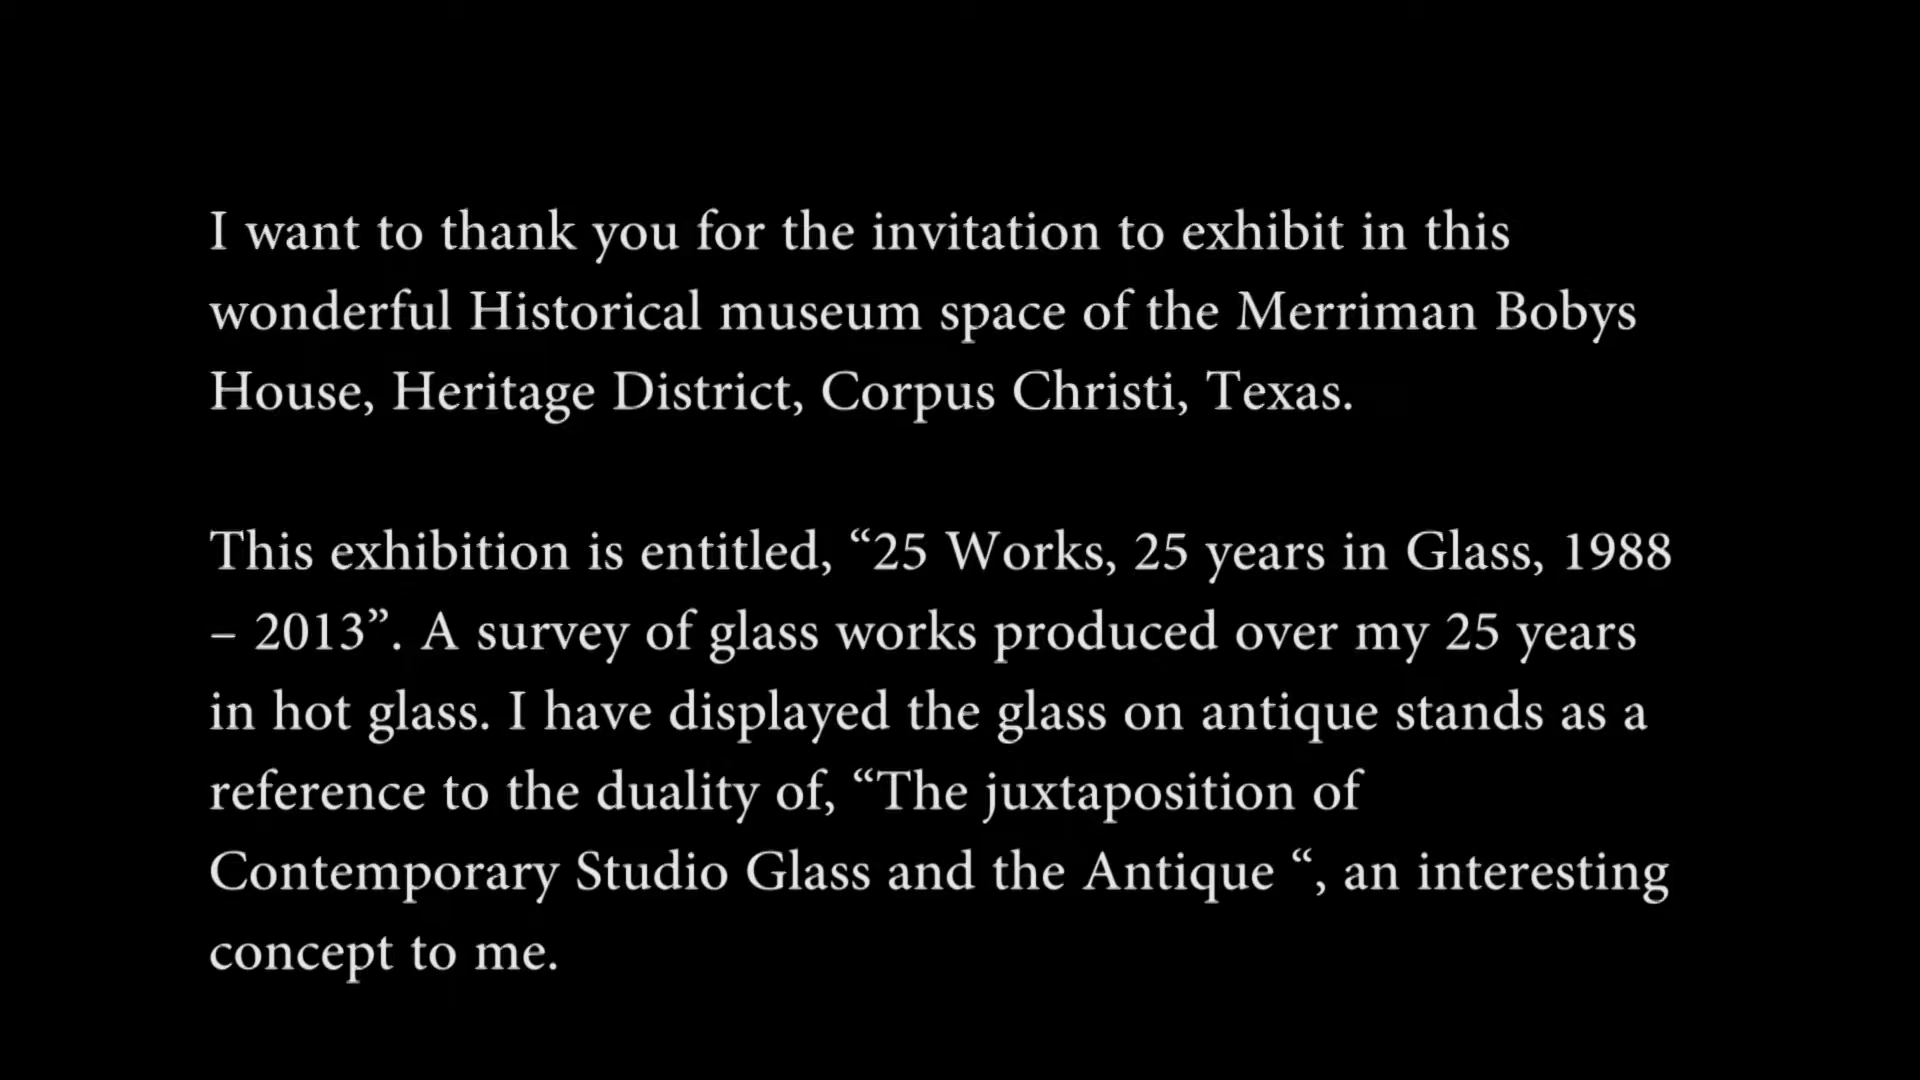 I want to thank you for the invitation to exhibit in this
wonderful Historical museum space of the Merriman Bobys
House, Heritage District, Corpus Christi, Texas.
This exhibition is entitled, “25 Works, 25 years in Glass, 1988
– 2013”. A survey of glass works produced over my 25 years
in hot glass. I have displayed the glass on antique stands as a
reference to the duality of, “The juxtaposition of
Contemporary Studio Glass and the Antique “, an interesting
concept to me.